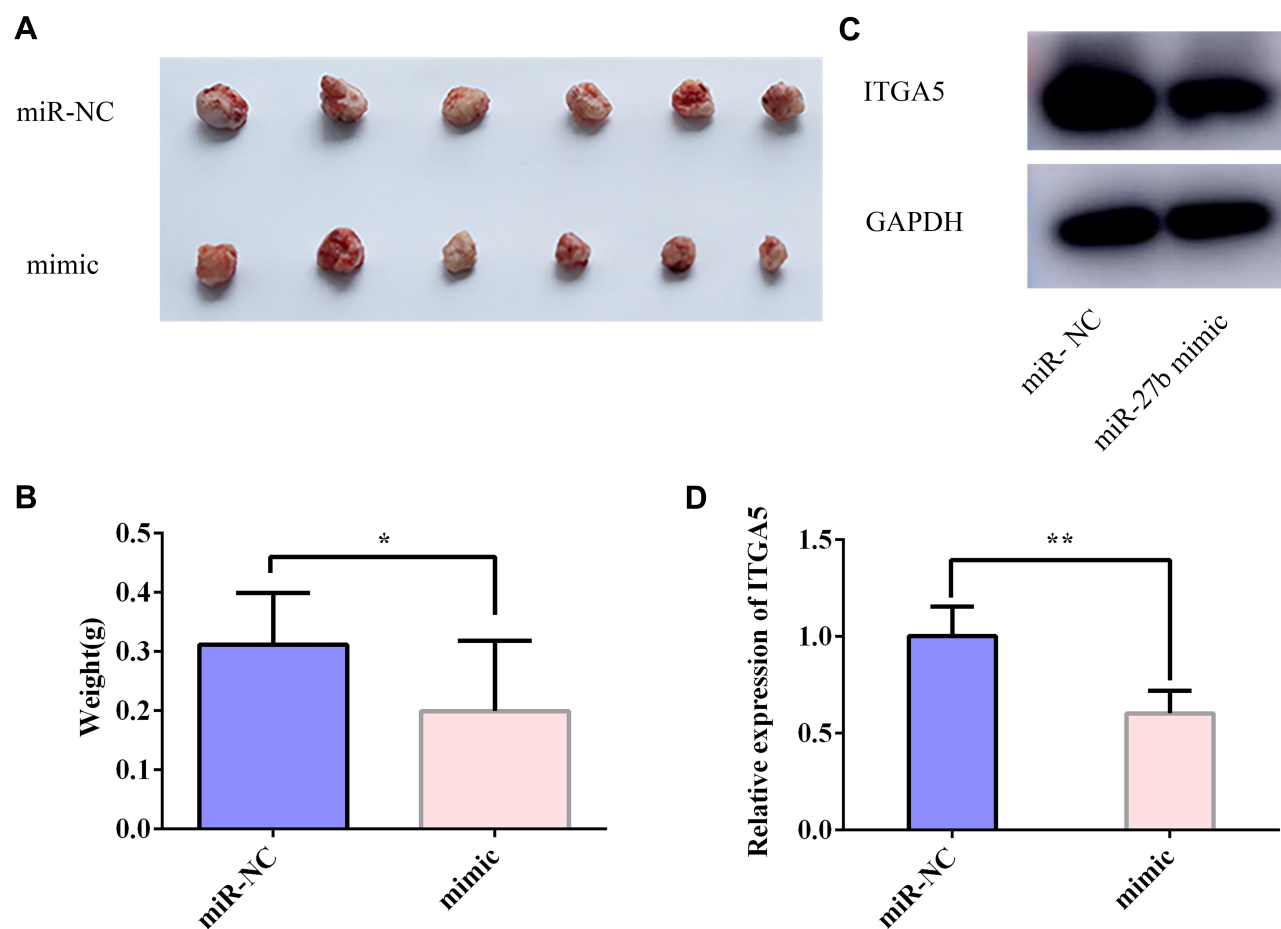 A
miR-NC
mimic
C
ITGA5
GAPDH
miR- NC
miR-27b mimic
B
Weight(g)
0.5
0.4
0.3
0.2
0.1
0.0
*
miR-NC
mimic
D
Relative expression of ITGA5
1.5
1.0
0.5
0.0
**
miR-NC
mimic